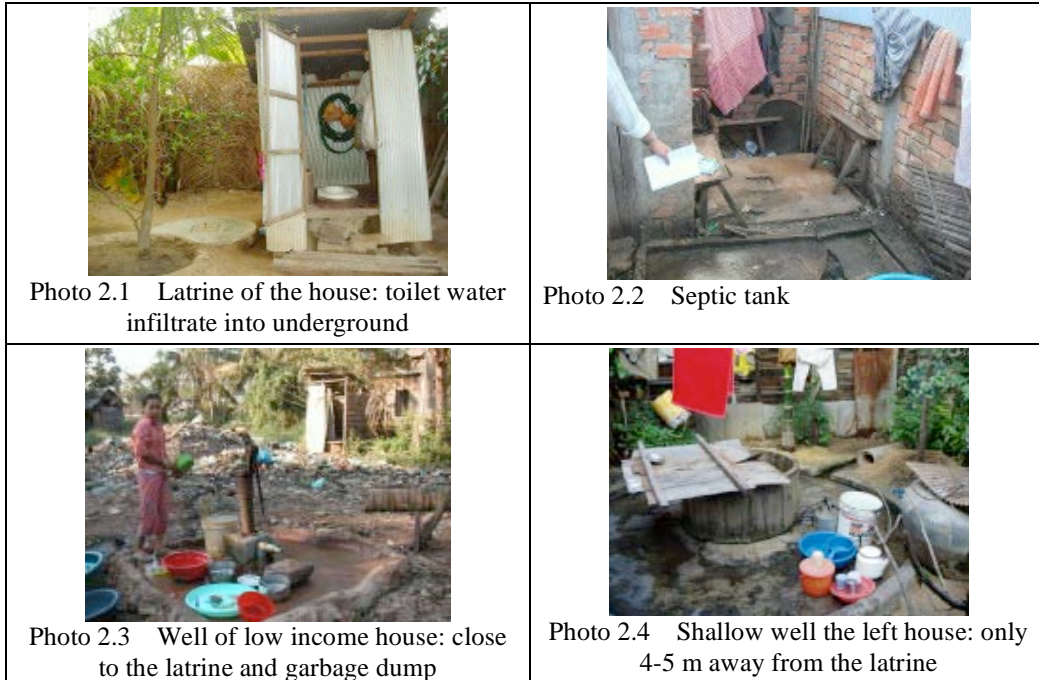 Photo 2.1 Latrine of the house: toilet water
infiltrate into underground
Photo 2.2 Septic tank
Photo 2.3 Well of low income house: close
to the latrine and garbage dump
Photo 2.4 Shallow well the left house: only
4-5 m away from the latrine